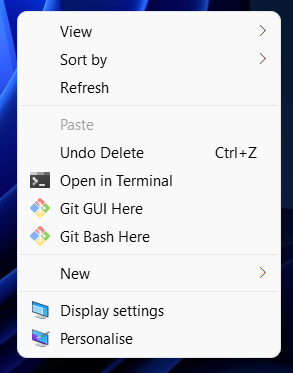 View
Sort by
Refresh
Paste
Undo Delete Ctrl+Z
Open in Terminal
Git GUI Here
Git Bash Here
New
Display settings
Personalise